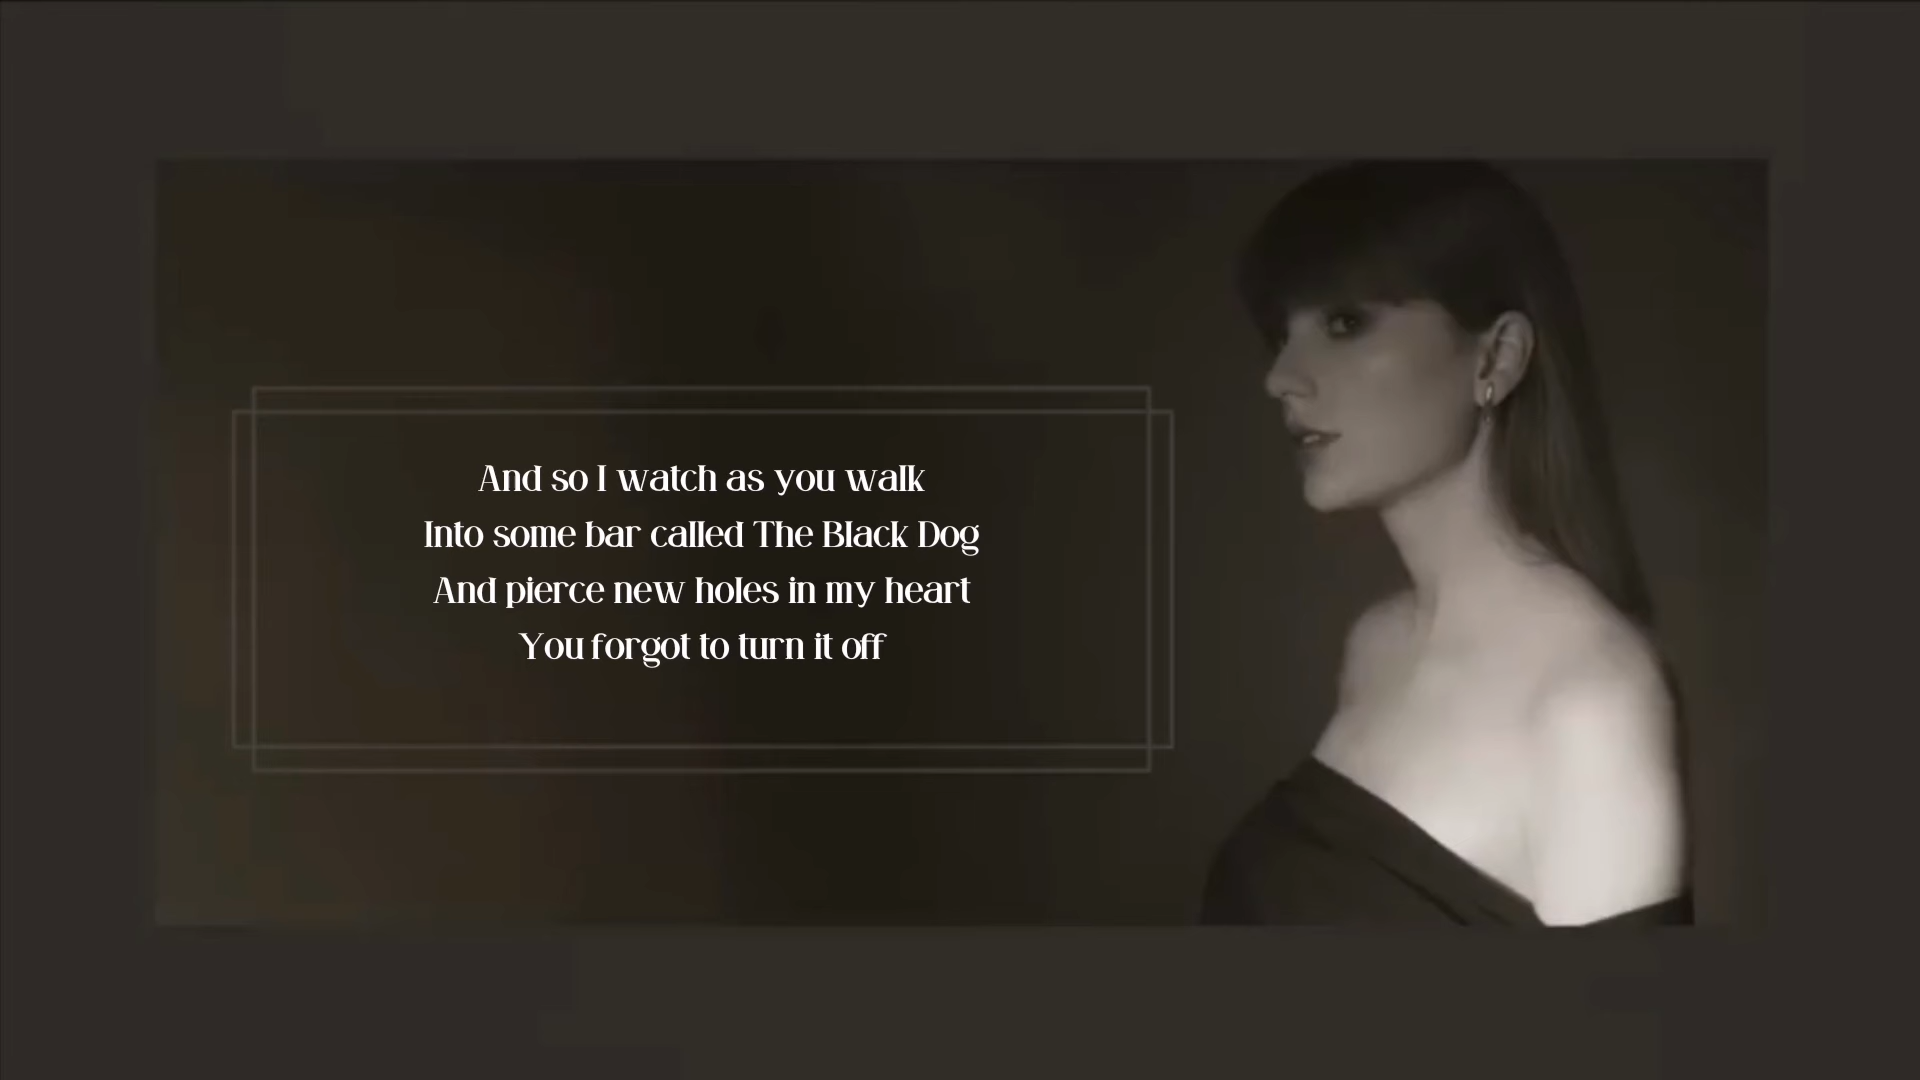 And so I watch as you walk
Into some bar called The Black Dog
And pierce new holes in my heart
You forgot to turn it off